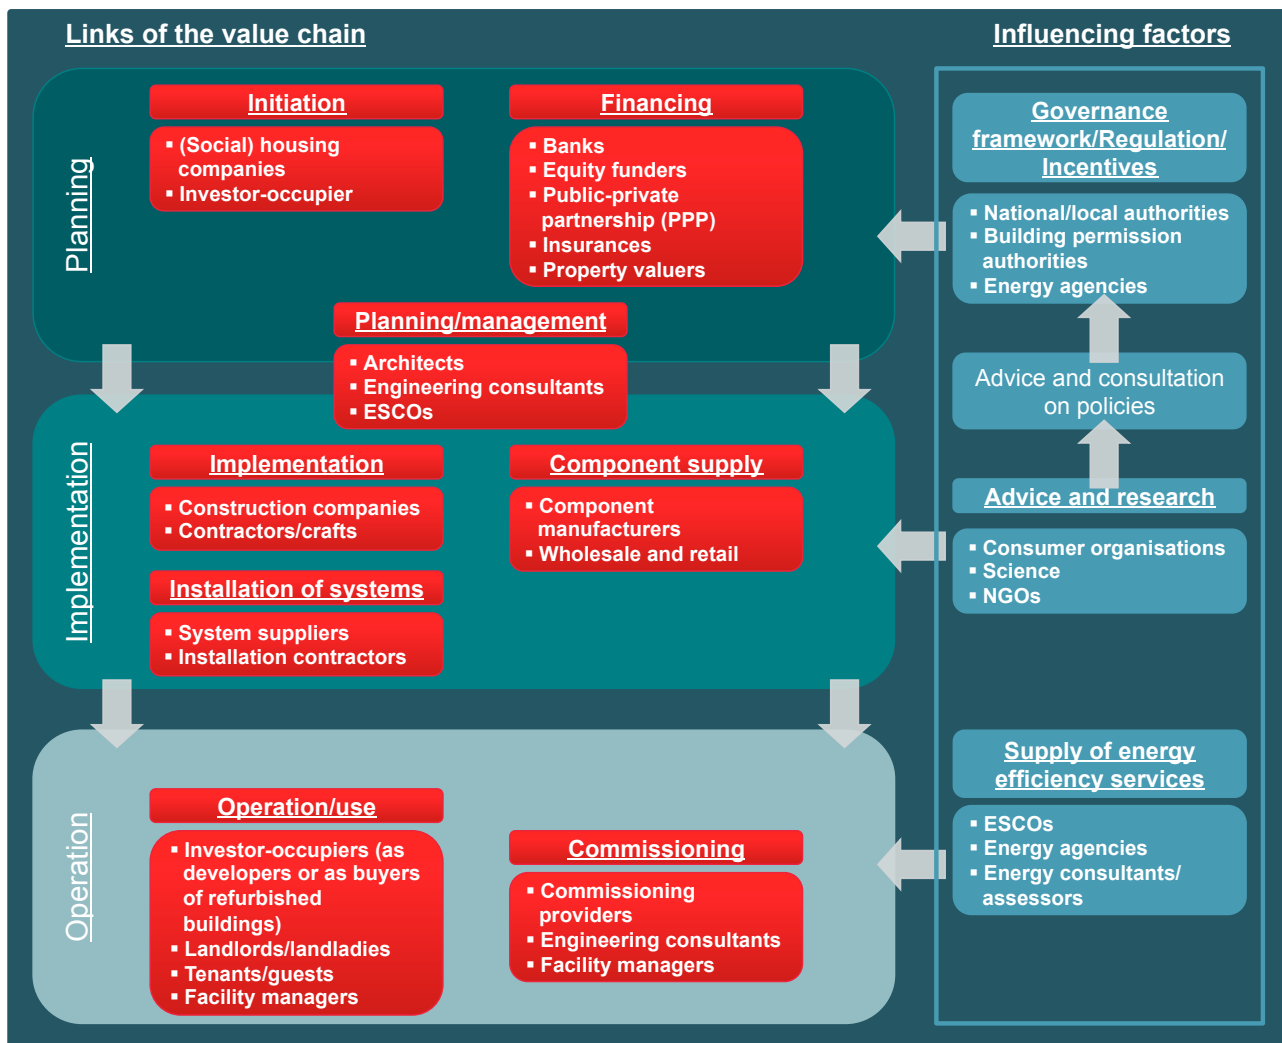 Links of the value chain
Influencing factors
Planning
Initiation
▪ (Social) housing
companies
▪ Investor-occupier
Financing
▪ Banks
▪ Equity funders
▪ Public-private
partnership (PPP)
▪ Insurances
▪ Property valuers
Planning/management
▪ Architects
▪ Engineering consultants
▪ ESCOs
Implementation
Implementation
▪ Construction companies
▪ Contractors/crafts
Component supply
▪ Component
manufacturers
▪ Wholesale and retail
Installation of systems
▪ System suppliers
▪ Installation contractors
Operation
Operation/use
▪ Investor-occupiers (as
developers or as buyers
of refurbished
buildings)
▪ Landlords/landladies
▪ Tenants/guests
▪ Facility managers
Commissioning
▪ Commissioning
providers
▪ Engineering consultants
▪ Facility managers
Governance
framework/Regulation/
Incentives
▪ National/local authorities
▪ Building permission
authorities
▪ Energy agencies
Advice and consultation
on policies
Advice and research
▪ Consumer organisations
▪ Science
▪ NGOs
Supply of energy
efficiency services
▪ ESCOs
▪ Energy agencies
▪ Energy consultants/
assessors